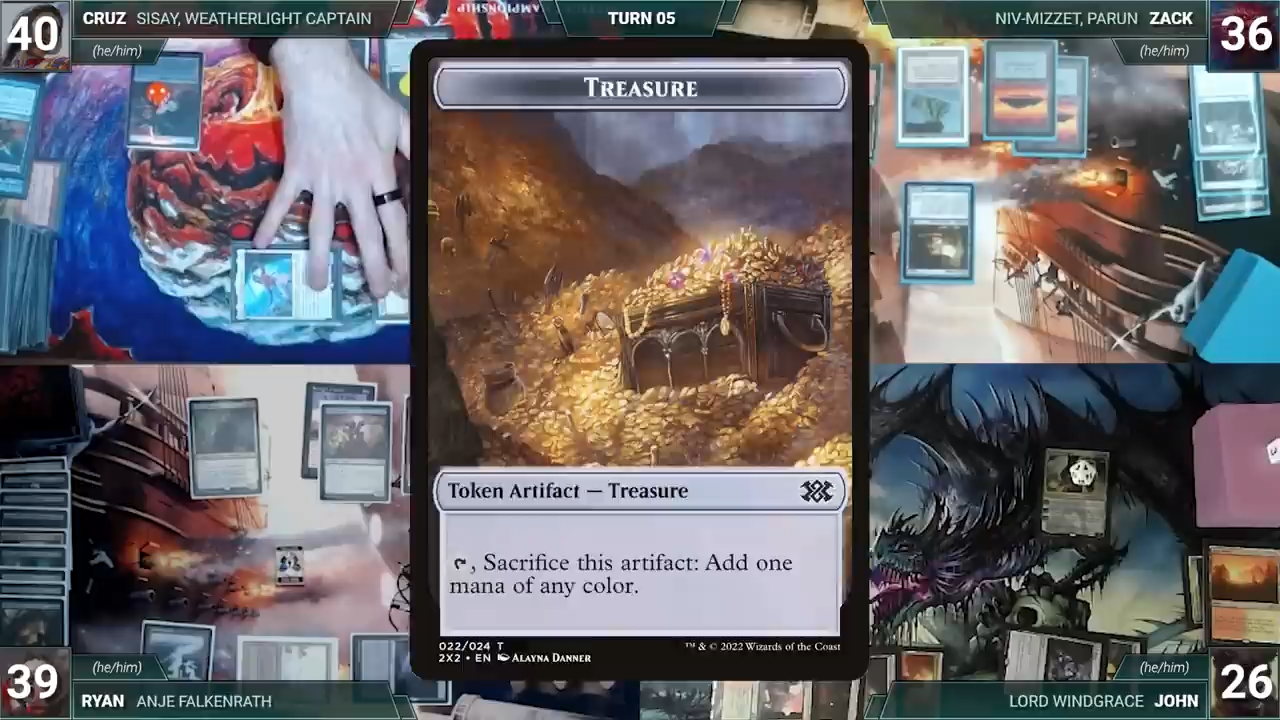 40
CRUZ SISAY, WEATHERLIGHT CAPTAIN
(he/him)
TURN 05
NIV-MIZZET, PARUN ZACK
(he/him)
36
TREASURE
Token Artifact — Treasure
, Sacrifice this artifact: Add one
mana of any color.
022/024 T
2X2 • EN ALAYNA DANNER
™ & © 2022 Wizards of the Coast
39
(he/him)
RYAN ANJE FALKENRATH
(he/him)
LORD WINDGRACE JOHN
26